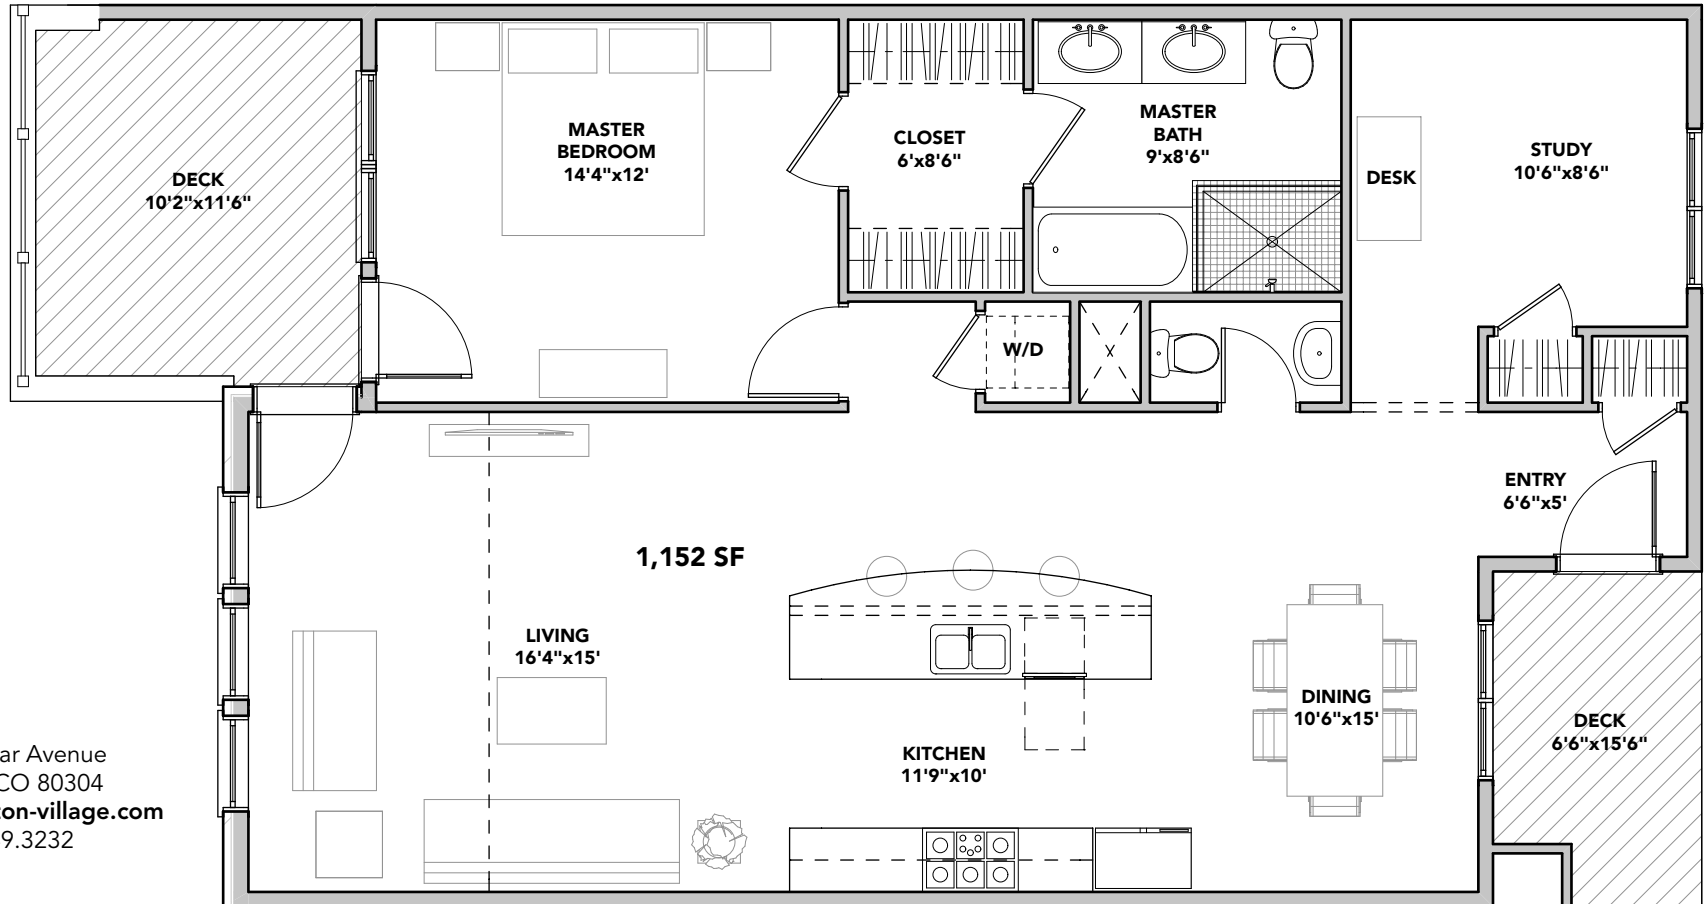 DECK
10'2"x11'6"
MASTER
BEDROOM
14'4"x12'
CLOSET
6'x8'6"
MASTER
BATH
9'x8'6"
DESK
STUDY
10'6"x8'6"
W/D
ENTRY
6'6"x5'
1,152 SF
LIVING
16'4"x15'
KITCHEN
11'9"x10'
DINING
10'6"x15'
DECK
6'6"x15'6"
ar Avenue
CO 80304
ton-village.com
9.3232